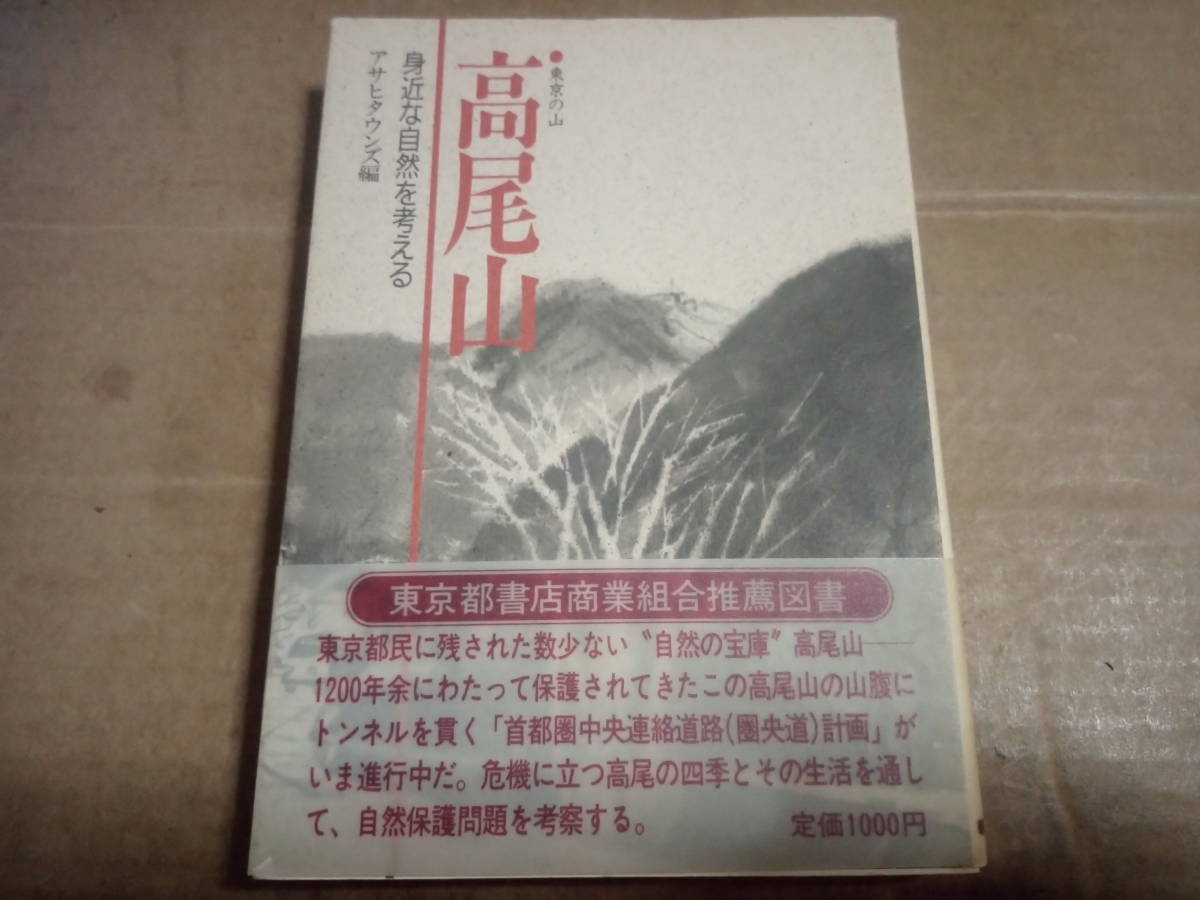 ●東京の山
高尾山
身近な自然を考える
アサヒタウンズ編
東京都書店商業組合推薦図書
東京都民に残された数少ない〝自然の宝庫〟高尾山――
1200年余にわたって保護されてきたこの高尾山の山腹に
トンネルを貫く「首都圏中央連絡道路(圏央道)計画」が
いま進行中だ。危機に立つ高尾の四季とその生活を通し
て、自然保護問題を考察する。
定価1000円